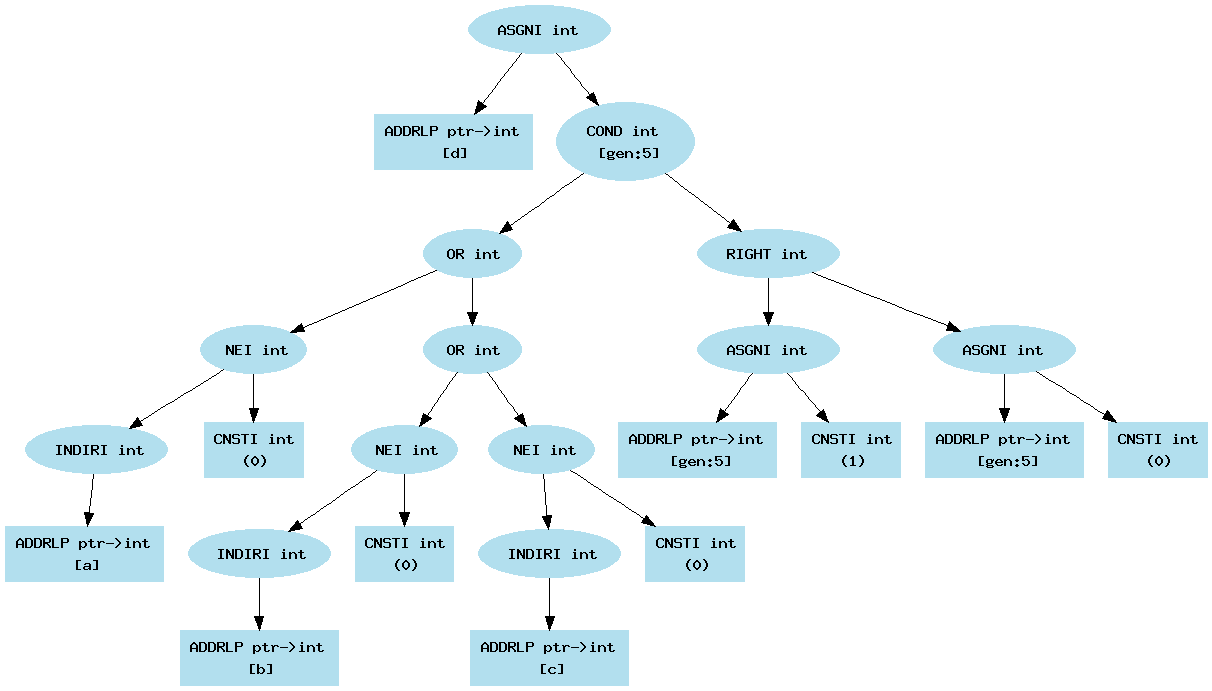 ASGNI int
ADDRLP ptr->int
[d]
COND int
[gen:5]
OR int
RIGHT int
NEI int
OR int
ASGNI int
ASGNI int
INDIRI int
CNSTI int
(0)
NEI int
NEI int
ADDRLP ptr->int
[gen:5]
CNSTI int
(1)
ADDRLP ptr->int
[gen:5]
CNSTI int
(0)
ADDRLP ptr->int
[a]
INDIRI int
CNSTI int
(0)
INDIRI int
CNSTI int
(0)
ADDRLP ptr->int
[b]
ADDRLP ptr->int
[c]